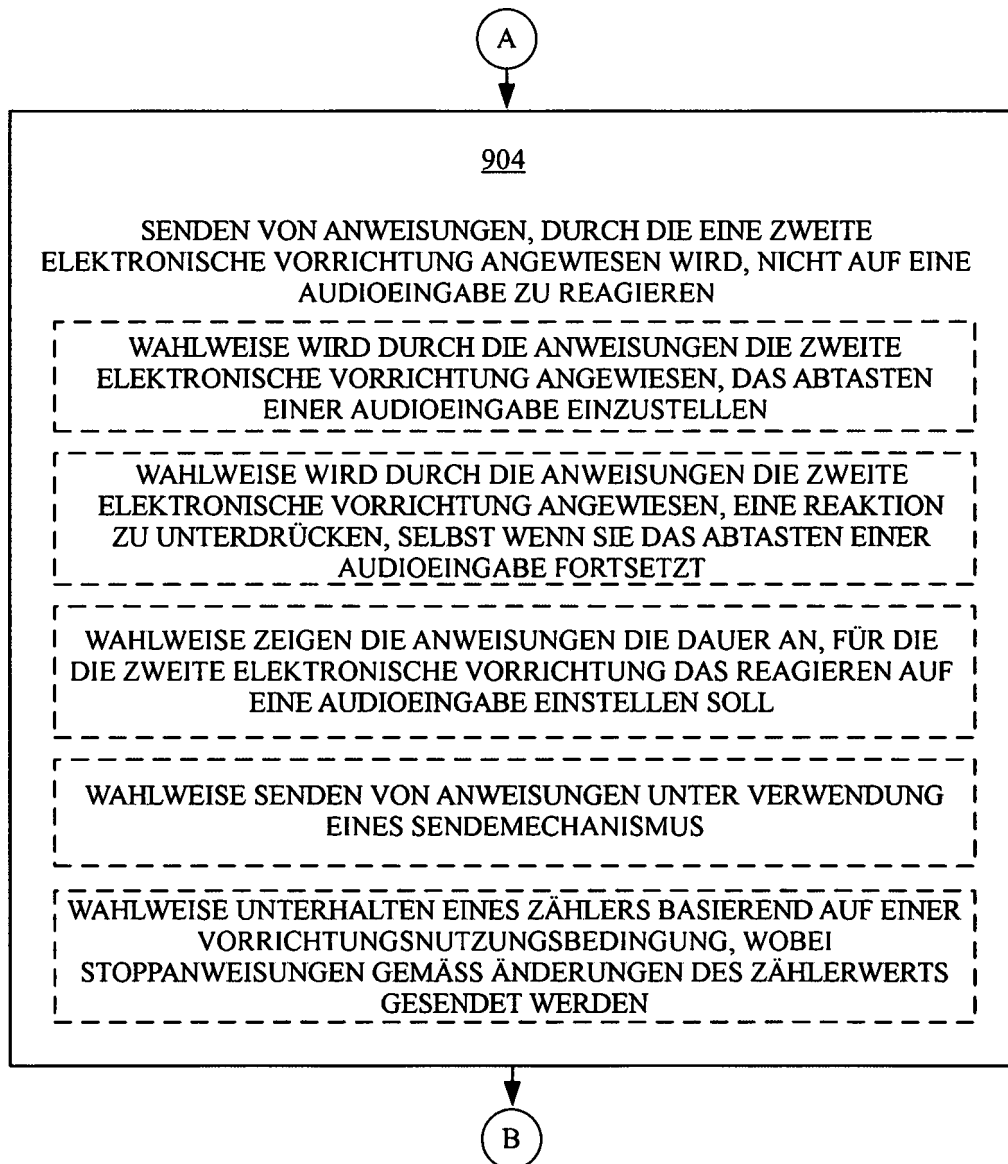 A
904
SENDEN VON ANWEISUNGEN, DURCH DIE EINE ZWEITE
ELEKTRONISCHE VORRICHTUNG ANGEWIESEN WIRD, NICHT AUF EINE
AUDIOEINGABE ZU REAGIEREN
WAHLWEISE WIRD DURCH DIE ANWEISUNGEN DIE ZWEITE
ELEKTRONISCHE VORRICHTUNG ANGEWIESEN, DAS ABTASTEN
EINER AUDIOEINGABE EINZUSTELLEN
WAHLWEISE WIRD DURCH DIE ANWEISUNGEN DIE ZWEITE
ELEKTRONISCHE VORRICHTUNG ANGEWIESEN, EINE REAKTION
ZU UNTERDRÜCKEN, SELBST WENN SIE DAS ABTASTEN EINER
AUDIOEINGABE FORTSETZT
WAHLWEISE ZEIGEN DIE ANWEISUNGEN DIE DAUER AN, FÜR DIE
DIE ZWEITE ELEKTRONISCHE VORRICHTUNG DAS REAGIEREN AUF
EINE AUDIOEINGABE EINSTELLEN SOLL
WAHLWEISE SENDEN VON ANWEISUNGEN UNTER VERWENDUNG
EINES SENDEMECHANISMUS
WAHLWEISE UNTERHALTEN EINES ZÄHLERS BASIEREND AUF EINER
VORRICHTUNGSNUTZUNGSBEDINGUNG, WOBEI
STOPPANWEISUNGEN GEMÄSS ÄNDERUNGEN DES ZÄHLERWERTS
GESENDET WERDEN
B